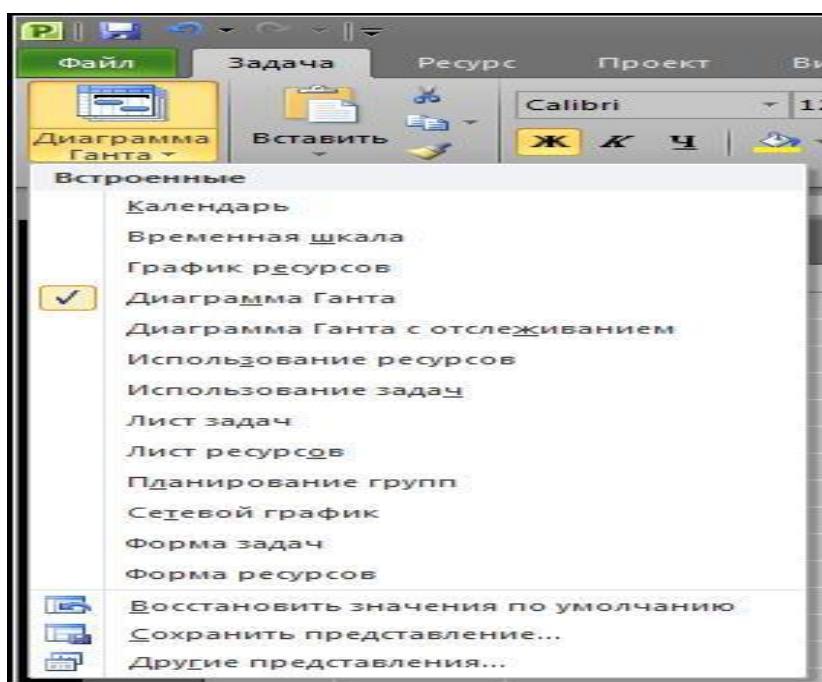 Файл Задача Ресурс Проект Ви
Calibri 1
Диаграмма Ганта Вставить Ж К Ч
Встроенные
Календарь
Временная шкала
График ресурсов
Диаграмма Ганта
Диаграмма Ганта с отслеживанием
Использование ресурсов
Использование задач
Лист задач
Лист ресурсов
Планирование групп
Сетевой график
Форма задач
Форма ресурсов
Восстановить значения по умолчанию
Сохранить представление...
Другие представления...